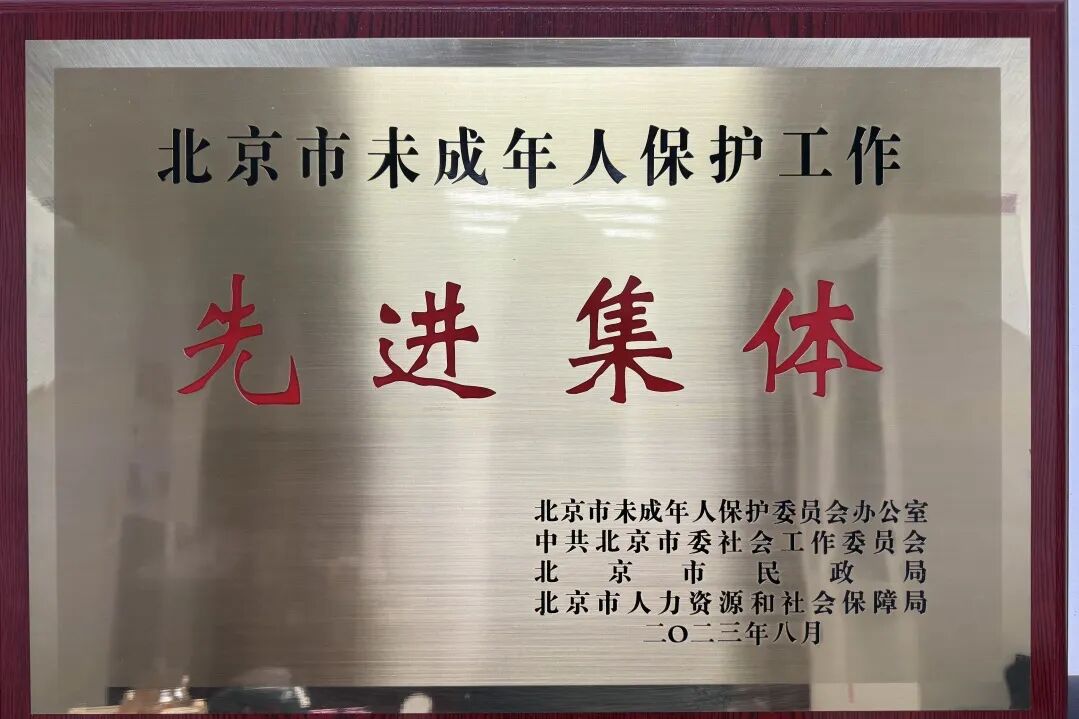 北京市未成年人保护工作
先进集体
北京市未成年人保护委员会办公室
中共北京市委社会工作委员会
北京市民政局
北京市人力资源和社会保障局
二〇二三年八月